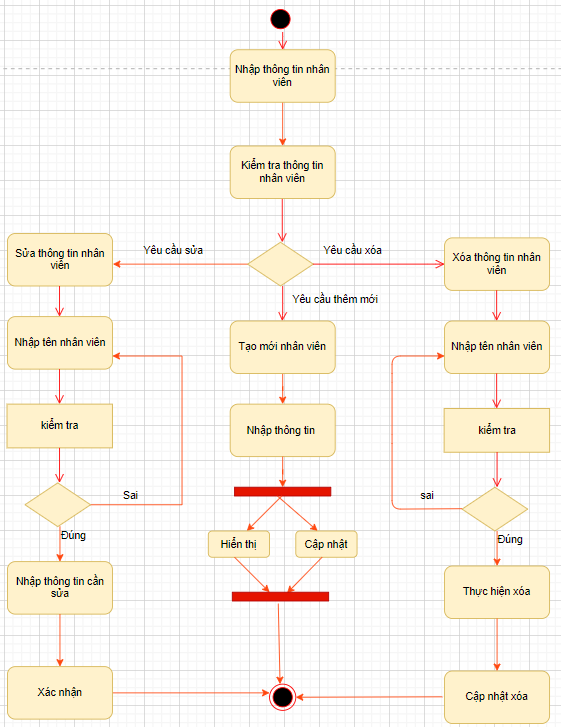 Nhập thông tin nhân
viên
Kiểm tra thông tin
nhân viên
Yêu cầu sửa
Yêu cầu xóa
Sửa thông tin nhân
viên
Xóa thông tin nhân
viên
Yêu cầu thêm mới
Nhập tên nhân viên
Tạo mới nhân viên
Nhập tên nhân viên
kiểm tra
Nhập thông tin
kiểm tra
Sai
sai
Đúng
Hiển thị
Cập nhật
Đúng
Nhập thông tin cần
sửa
Thực hiện xóa
Xác nhận
Cập nhật xóa